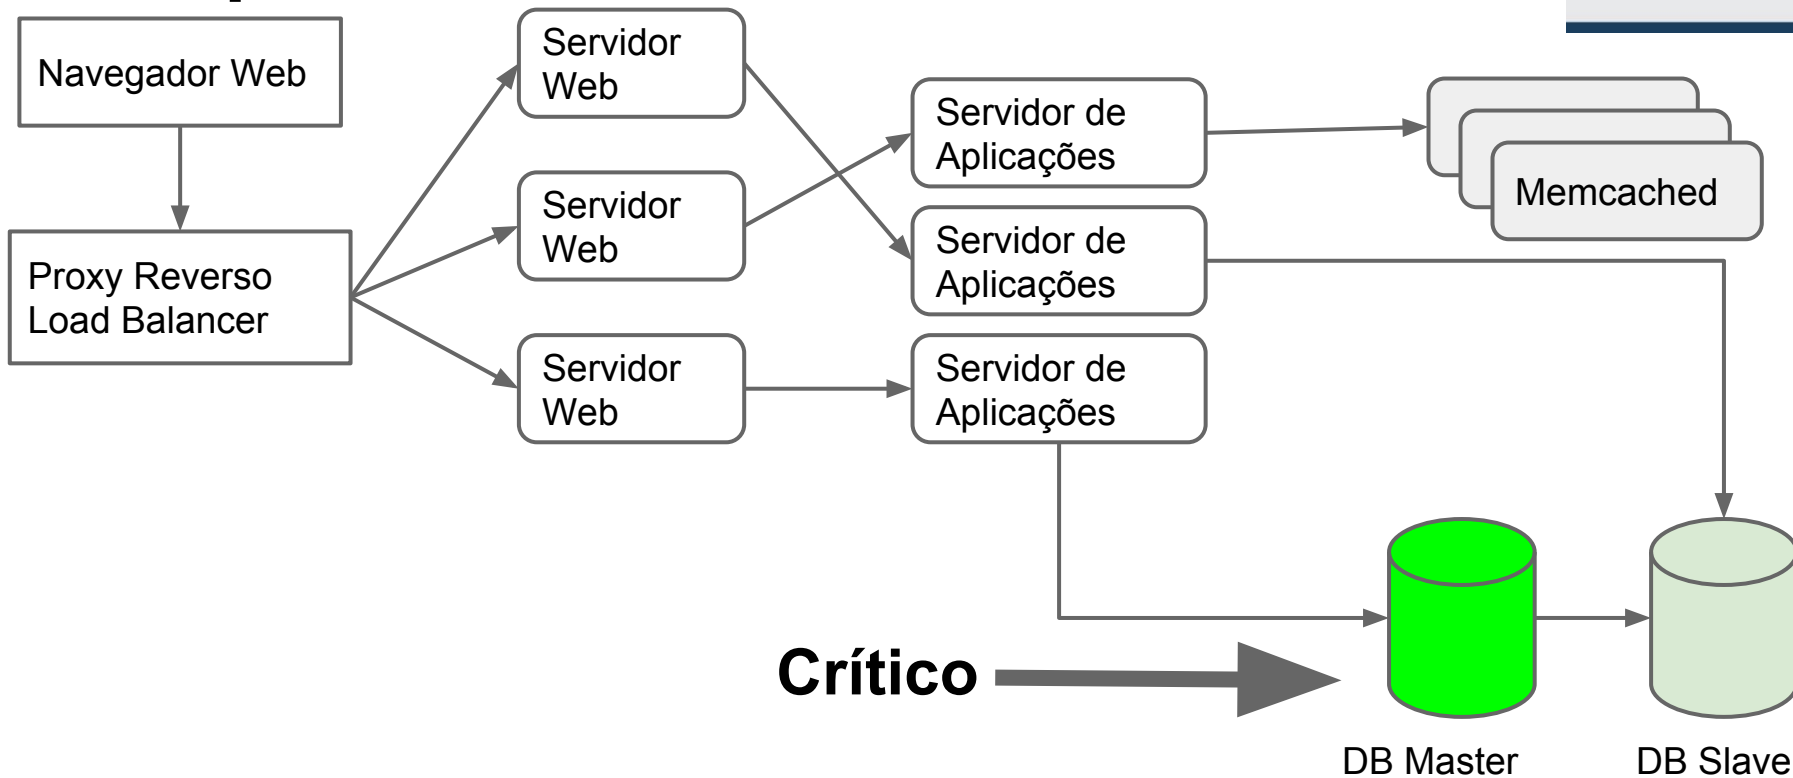 Navegador Web
Proxy Reverso
Load Balancer
Servidor
Web
Servidor
Web
Servidor
Web
Servidor de
Aplicações
Servidor de
Aplicações
Servidor de
Aplicações
Memcached
Crítico
DB Master
DB Slave